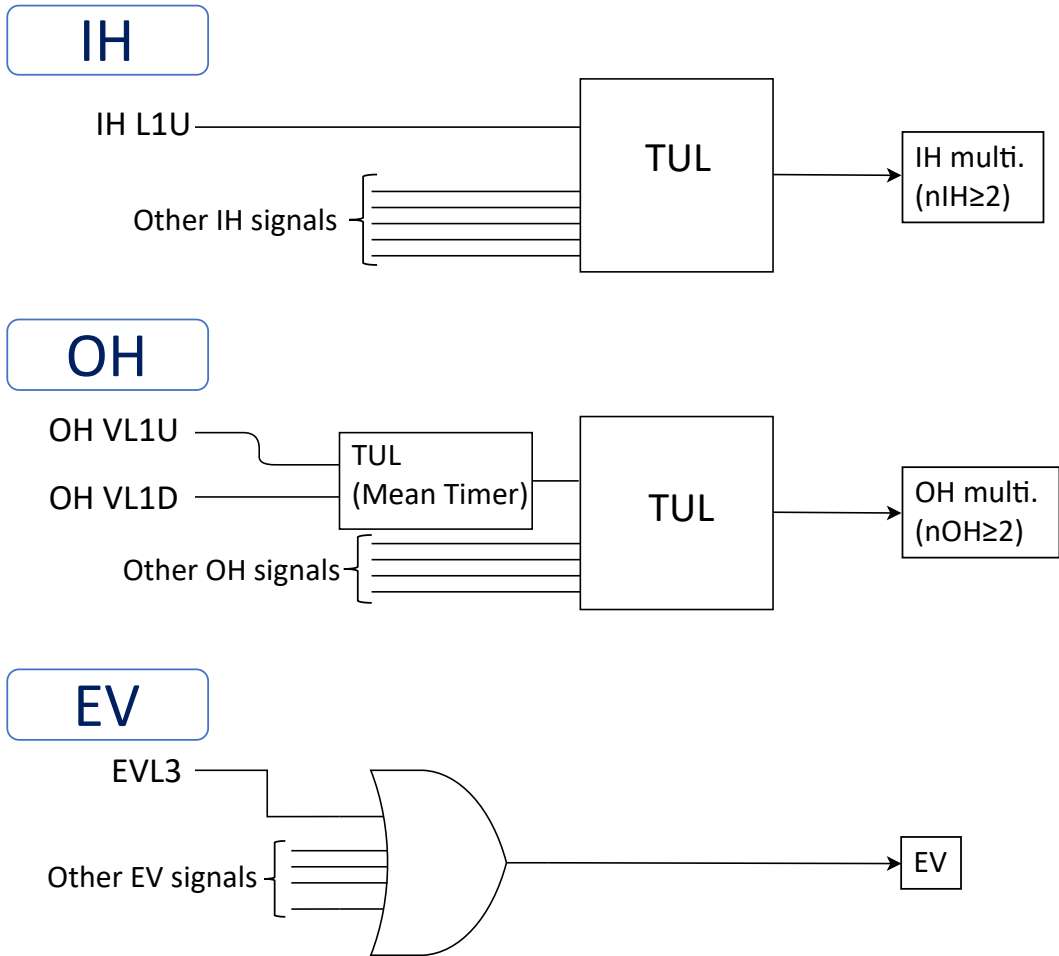 IH
IH L1U
TUL
IH multi.
(nIH≥2)
Other IH signals
OH
OH VL1U
TUL
(Mean Timer)
OH VL1D
TUL
OH multi.
(nOH≥2)
Other OH signals
EV
EVL3
Other EV signals
EV